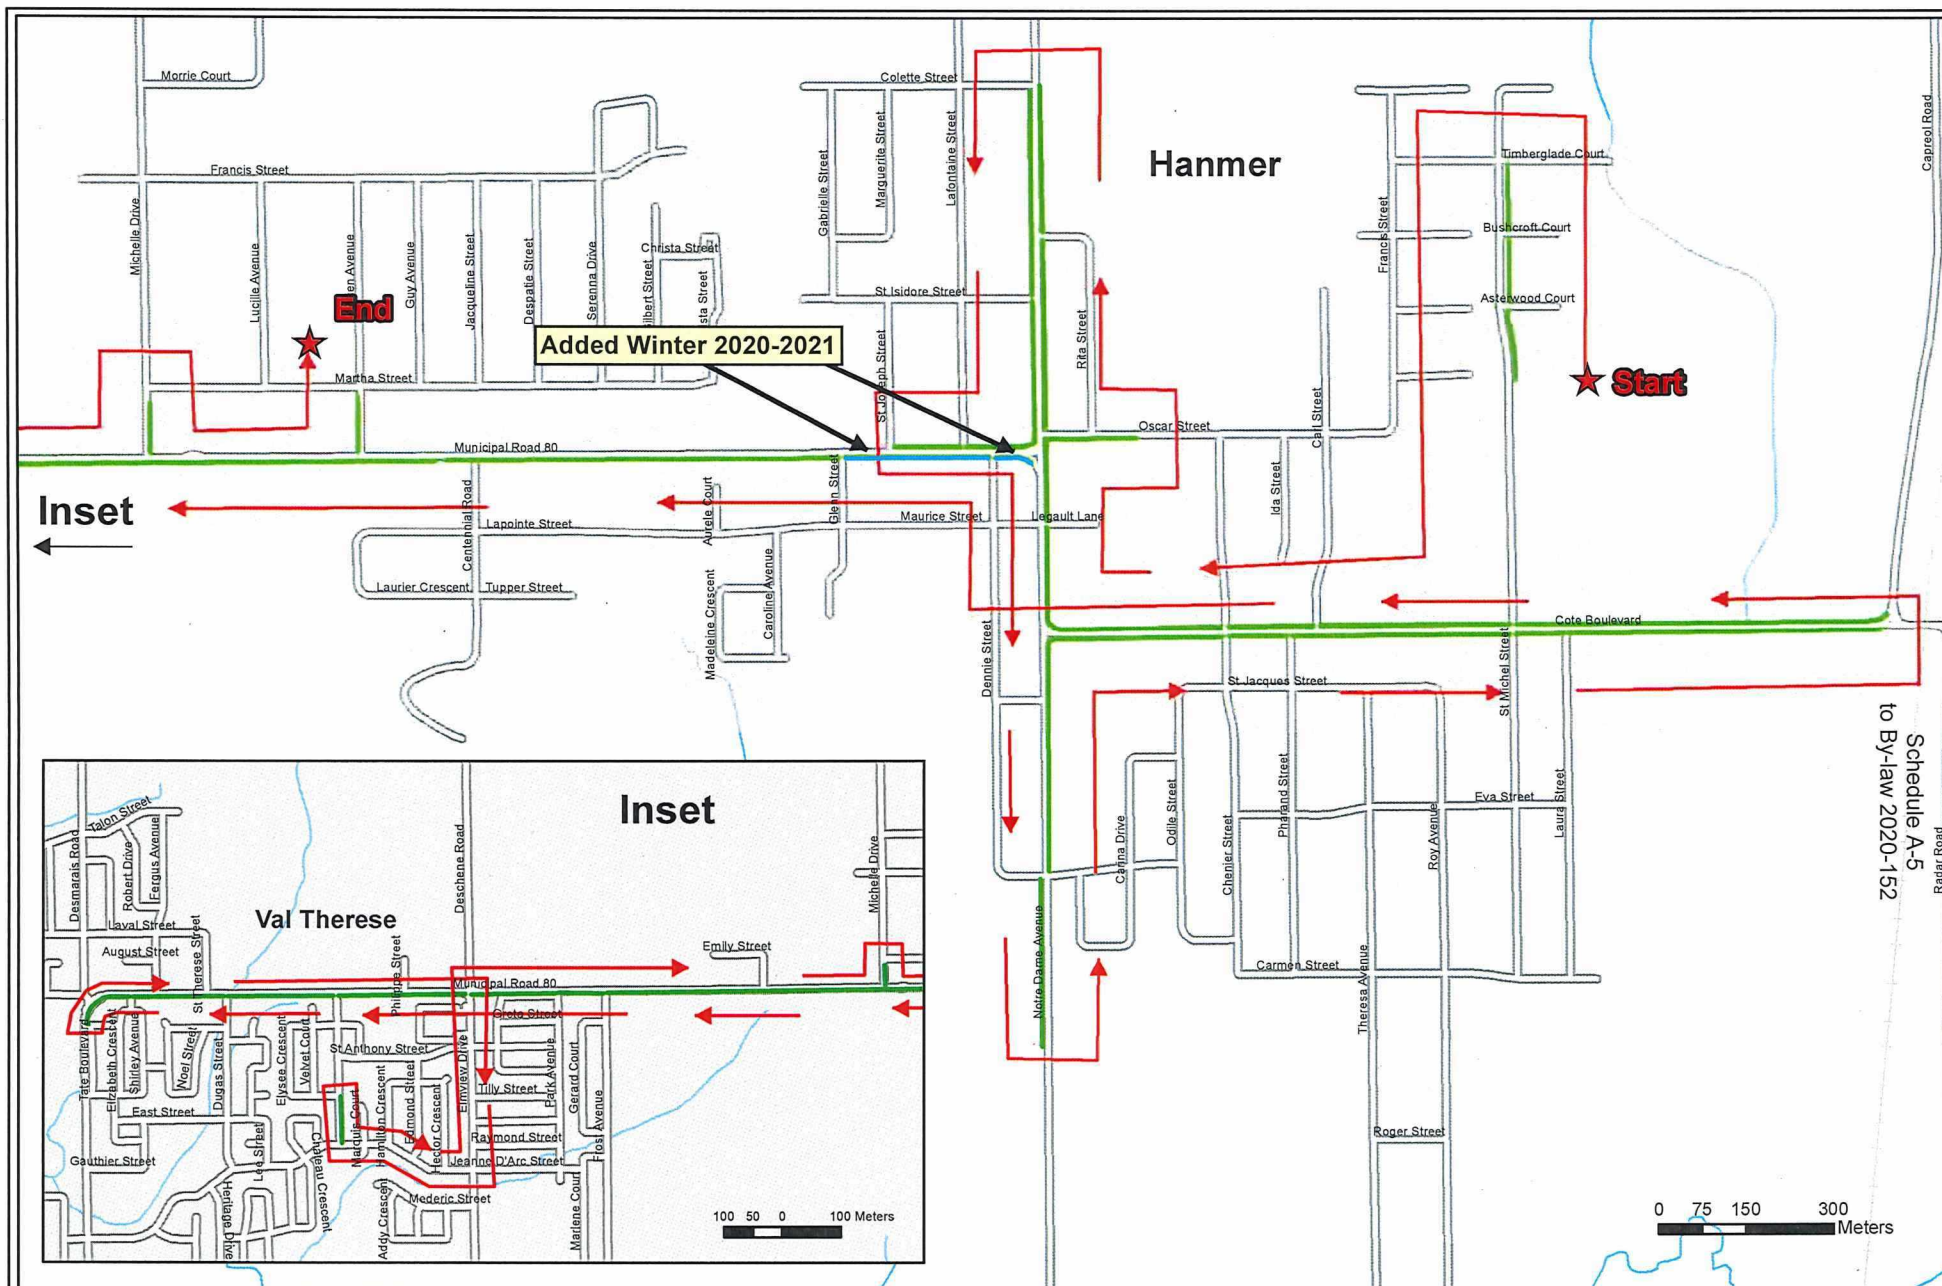 Morrie Court
Colette Street
Francis Street
Michelle Drive
Lucille Avenue
Guy Avenue
Jacqueline Street
Despatie Street
Serenna Drive
Christa Street
Gabrielle Street
Marguerite Street
Lafontaine Street
Hanmer
Francis Street
Timberglade Court
Bushcroft Court
Asterwood Court
Capreol Road
St Isidore Street
St Joseph Street
Rita Street
End
Start
Added Winter 2020-2021
Martha Street
Municipal Road 80
Oscar Street
Carl Street
Ida Street
Inset
Centennial Road
Lapointe Street
Aurele Court
Glenn Street
Maurice Street
Legault Lane
Laurier Crescent
Tupper Street
Madeleine Crescent
Caroline Avenue
Dennie Street
Cote Boulevard
St Michel Street
St Jacques Street
Schedule A-5
to By-law 2020-152
Radar Road
Carina Drive
Odile Street
Chenier Street
Pharand Street
Eva Street
Roy Avenue
Laura Street
Notre Dame Avenue
Carmen Street
Theresa Avenue
Roger Street
0 75 150 300
Meters
Inset
Talon Street
Desmarais Road
Robert Drive
Fergus Avenue
Deschene Road
Michelle Drive
Val Therese
Laval Street
August Street
St Therese Street
Philippe Street
Emily Street
Municipal Road 80
Greta Street
Tate Boulevard
Elizabeth Crescent
Shirley Avenue
Noel Street
Dugas Street
Elysee Crescent
Velvet Court
St Anthony Street
Elmview Drive
Tilly Street
Park Avenue
Gerard Court
Frost Avenue
East Street
Marquis Court
Hamilton Crescent
Edmond Street
Hector Crescent
Raymond Street
Gauthier Street
Lee Street
Chateau Crescent
Jeanne D'Arc Street
Heritage Drive
Addy Crescent
Mederic Street
Marlene Court
100 50 0 100 Meters